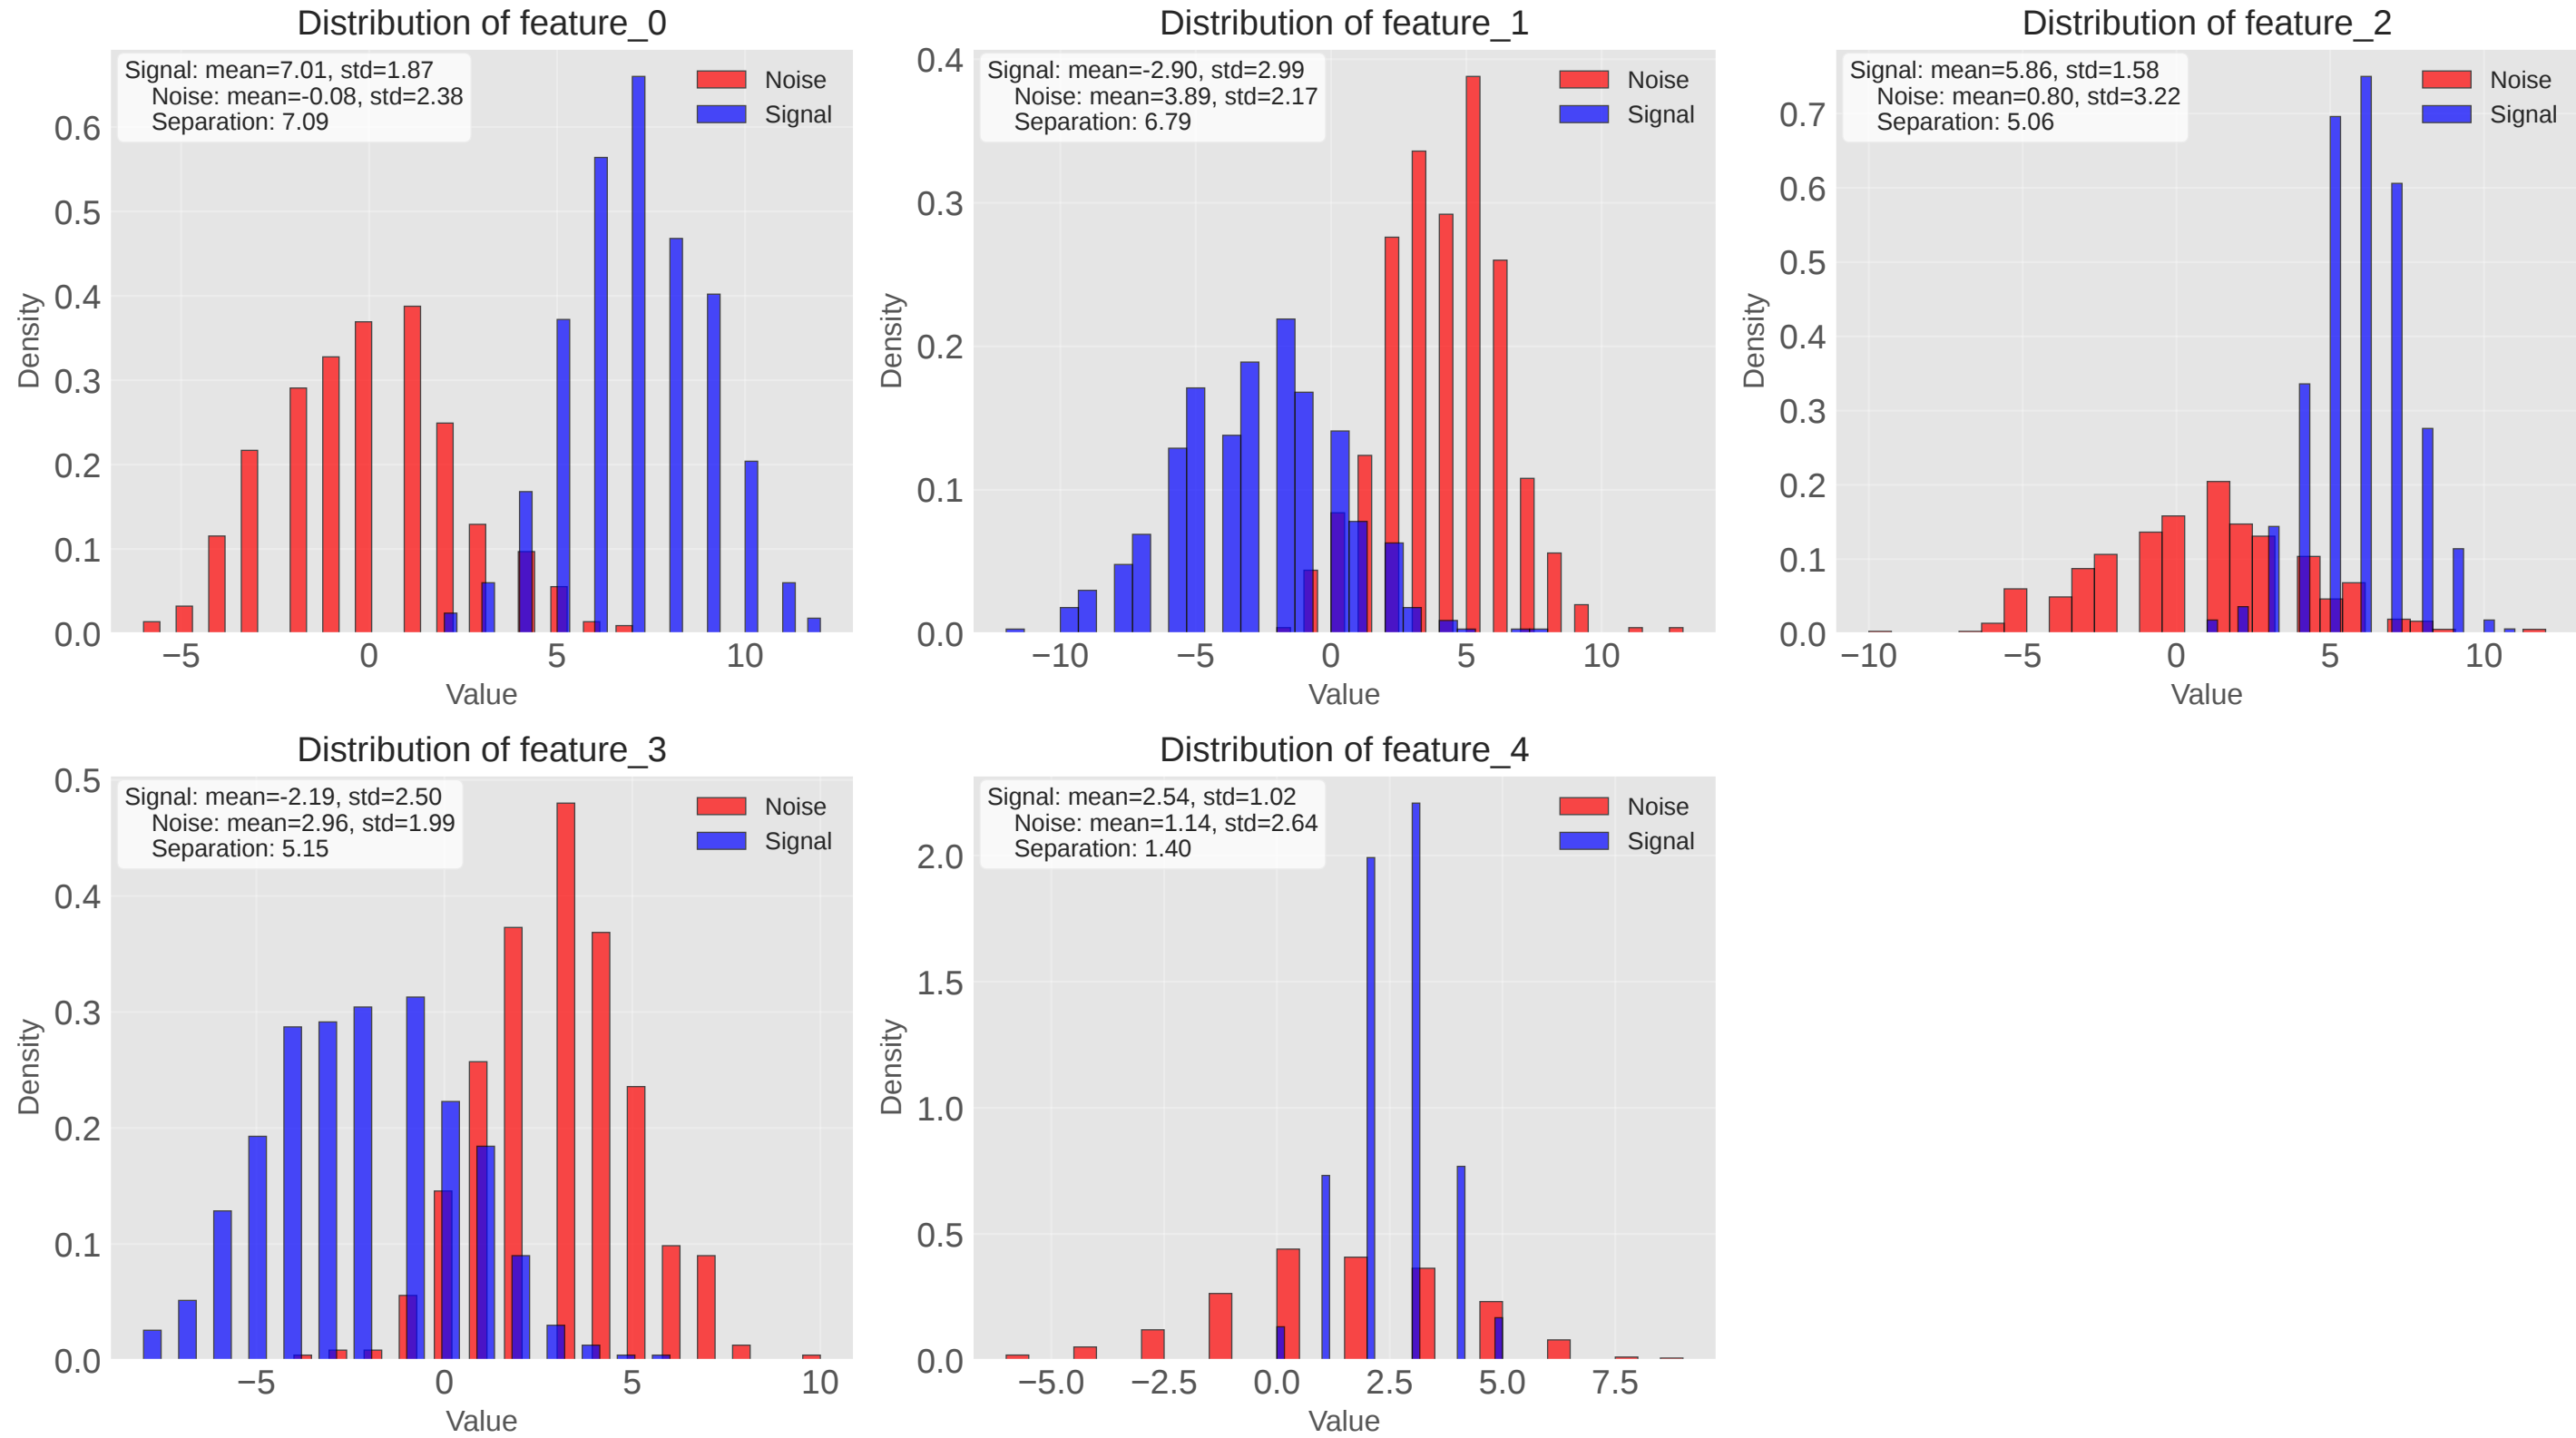 Distribution of feature_0
Signal: mean=7.01, std=1.87
Noise: mean=-0.08, std=2.38
Separation: 7.09
Noise
Signal
Density
0.6
0.5
0.4
0.3
0.2
0.1
0.0
−5
0
5
10
Value
Distribution of feature_1
Signal: mean=-2.90, std=2.99
Noise: mean=3.89, std=2.17
Separation: 6.79
Noise
Signal
Density
0.4
0.3
0.2
0.1
0.0
−10
−5
0
5
10
Value
Distribution of feature_2
Signal: mean=5.86, std=1.58
Noise: mean=0.80, std=3.22
Separation: 5.06
Noise
Signal
Density
0.7
0.6
0.5
0.4
0.3
0.2
0.1
0.0
−10
−5
0
5
10
Value
Distribution of feature_3
Signal: mean=-2.19, std=2.50
Noise: mean=2.96, std=1.99
Separation: 5.15
Noise
Signal
Density
0.5
0.4
0.3
0.2
0.1
0.0
−5
0
5
10
Value
Distribution of feature_4
Signal: mean=2.54, std=1.02
Noise: mean=1.14, std=2.64
Separation: 1.40
Noise
Signal
Density
2.0
1.5
1.0
0.5
0.0
−5.0
−2.5
0.0
2.5
5.0
7.5
Value